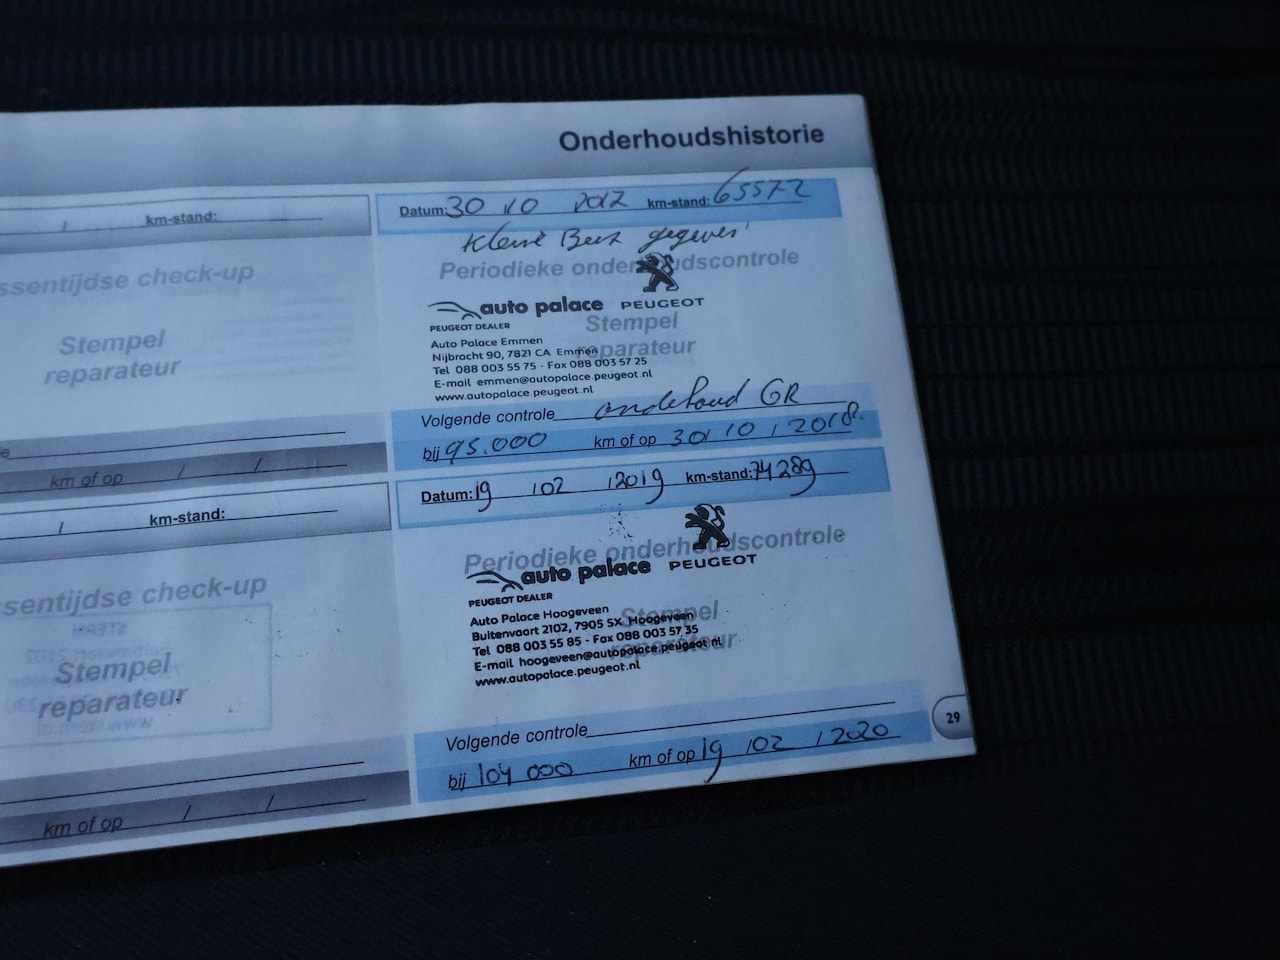 Onderhoudshistorie
/ km-stand:
ssentijdse check-up
Stempel
reparateur
e
km of op / /
/ km-stand:
sentijdse check-up
Stempel
reparateur
km of op / /
Datum: 30 10 2017 km-stand: 65572
kleine Beurt gegeven
Periodieke onderhoudscontrole
auto palace PEUGEOT
PEUGEOT DEALER
Stempel
reparateur
Auto Palace Emmen
Nijbracht 90, 7821 CA Emmen
Tel 088 003 55 75 - Fax 088 003 57 25
E-mail emmen@autopalace.peugeot.nl
www.autopalace.peugeot.nl
Volgende controle onderhoud GR
bij 95.000 km of op 30/10/2018.
Datum: 19 /02 /2019 km-stand: 74289
Periodieke onderhoudscontrole
auto palace PEUGEOT
PEUGEOT DEALER
Stempel
reparateur
Auto Palace Hoogeveen
Buitenvaart 2102, 7905 SX Hoogeveen
Tel 088 003 55 85 - Fax 088 003 57 35
E-mail hoogeveen@autopalace.peugeot.nl
www.autopalace.peugeot.nl
Volgende controle
bij 104 000 km of op 19 /02 /2020
29